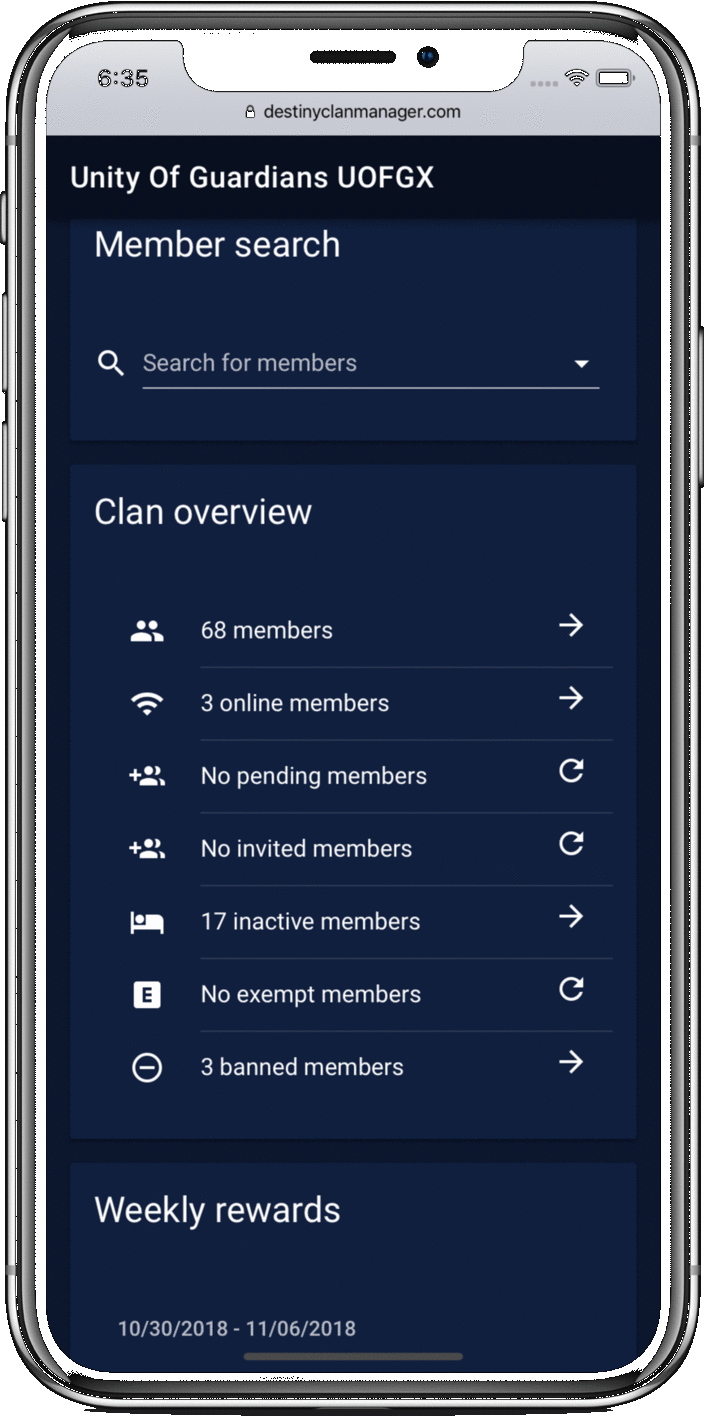 6:35
destinyclanmanager.com
Unity Of Guardians UOFGX
Member search
Search for members
Clan overview
68 members
3 online members
No pending members
No invited members
17 inactive members
E No exempt members
3 banned members
Weekly rewards
10/30/2018 - 11/06/2018